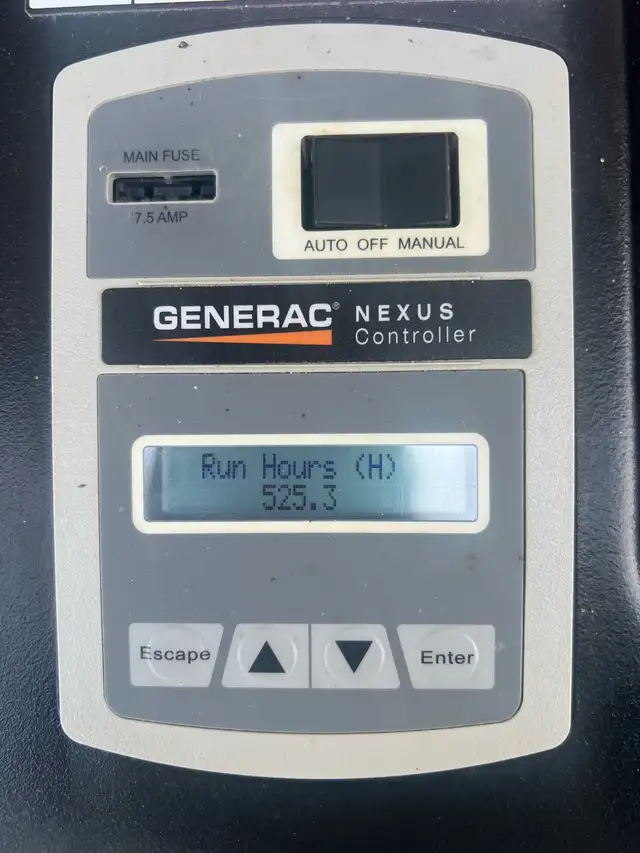 MAIN FUSE
7.5 AMP
AUTO OFF MANUAL
GENERAC® NEXUS
Controller
Run Hours (H)
525.3
Escape ▲ ▼ Enter